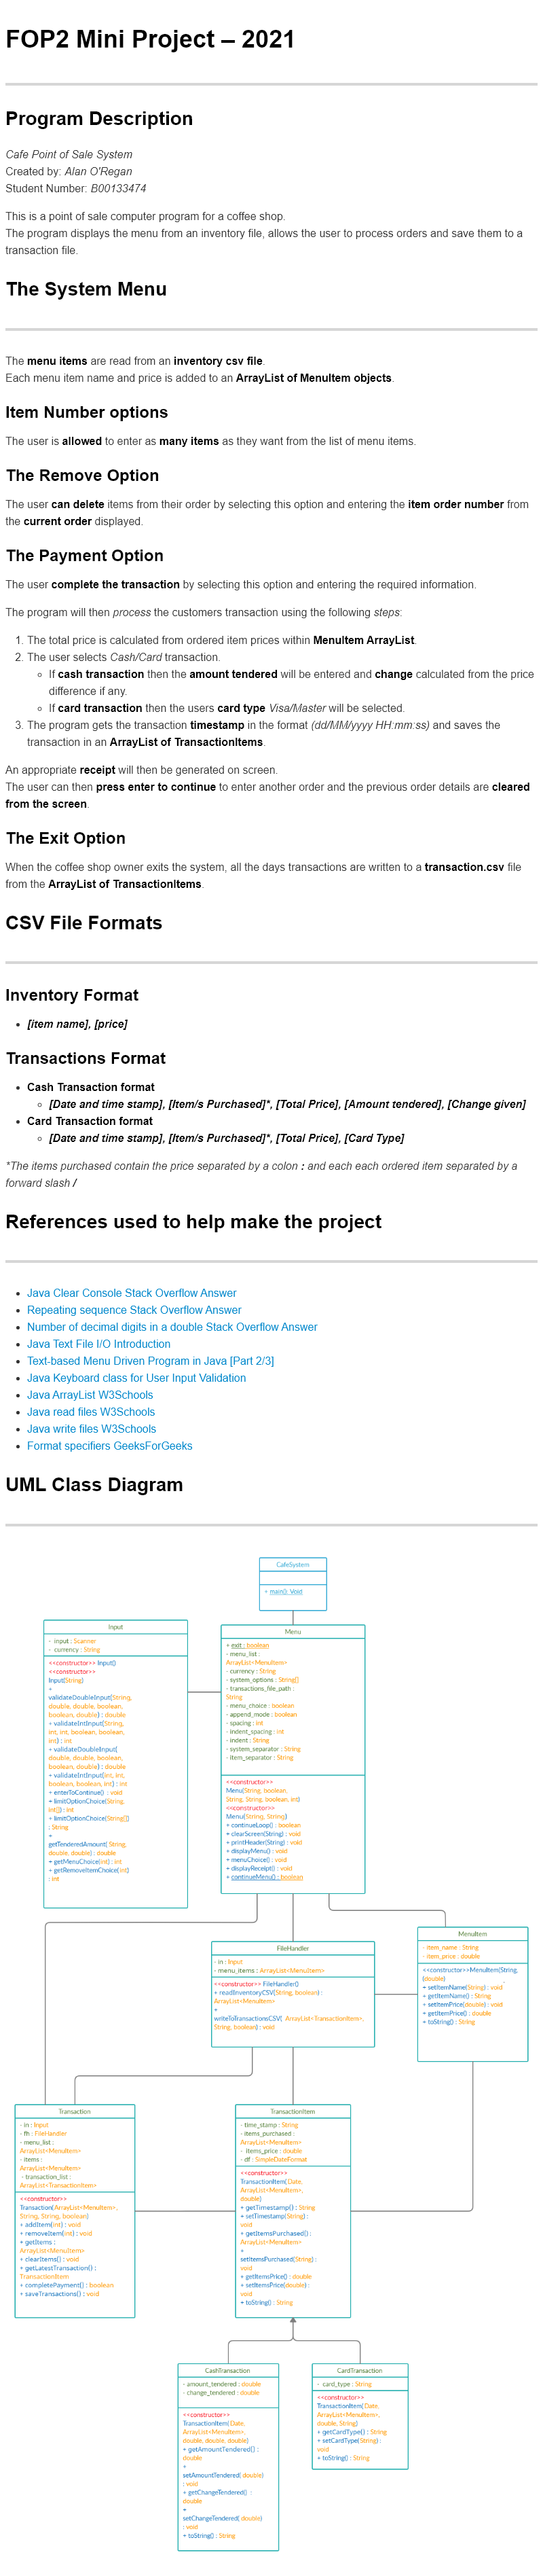 FOP2 Mini Project – 2021
Program Description
Cafe Point of Sale System
Created by: Alan O'Regan
Student Number: B00133474
This is a point of sale computer program for a coffee shop.
The program displays the menu from an inventory file, allows the user to process orders and save them to a
transaction file.
The System Menu
The menu items are read from an inventory csv file.
Each menu item name and price is added to an ArrayList of MenuItem objects.
Item Number options
The user is allowed to enter as many items as they want from the list of menu items.
The Remove Option
The user can delete items from their order by selecting this option and entering the item order number from
the current order displayed.
The Payment Option
The user complete the transaction by selecting this option and entering the required information.
The program will then process the customers transaction using the following steps:
1. The total price is calculated from ordered item prices within MenuItem ArrayList.
2. The user selects Cash/Card transaction.
If cash transaction then the amount tendered will be entered and change calculated from the price
difference if any.
If card transaction then the users card type Visa/Master will be selected.
3. The program gets the transaction timestamp in the format (dd/MM/yyyy HH:mm:ss) and saves the
transaction in an ArrayList of TransactionItems.
An appropriate receipt will then be generated on screen.
The user can then press enter to continue to enter another order and the previous order details are cleared
from the screen.
The Exit Option
When the coffee shop owner exits the system, all the days transactions are written to a transaction.csv file
from the ArrayList of TransactionItems.
CSV File Formats
Inventory Format
[item name], [price]
Transactions Format
Cash Transaction format
[Date and time stamp], [Item/s Purchased]*, [Total Price], [Amount tendered], [Change given]
Card Transaction format
[Date and time stamp], [Item/s Purchased]*, [Total Price], [Card Type]
*The items purchased contain the price separated by a colon : and each each ordered item separated by a
forward slash /
References used to help make the project
Java Clear Console Stack Overflow Answer
Repeating sequence Stack Overflow Answer
Number of decimal digits in a double Stack Overflow Answer
Java Text File I/O Introduction
Text-based Menu Driven Program in Java [Part 2/3]
Java Keyboard class for User Input Validation
Java ArrayList W3Schools
Java read files W3Schools
Java write files W3Schools
Format specifiers GeeksForGeeks
UML Class Diagram
CafeSystem
+ main(): Void
Input
- input : Scanner
- currency : String
<<constructor>> Input()
<<constructor>>
Input(String)
+
validateDoubleInput(String,
double, double, boolean,
boolean, double) : double
+ validateIntInput(String,
int, int, boolean, boolean,
int) : int
+ validateDoubleInput(
double, double, boolean,
boolean, double) : double
+ validateIntInput(int, int,
boolean, boolean, int) : int
+ enterToContinue() : void
+ limitOptionChoice(String,
int[]) : int
+ limitOptionChoice(String[])
: String
+
getTenderedAmount( String,
double, double) : double
+ getMenuChoice(int) : int
+ getRemoveItemChoice(int)
: int
Menu
+ exit : boolean
- menu_list :
ArrayList<MenuItem>
- currency : String
- system_options : String[]
- transactions_file_path :
String
- menu_choice : boolean
- append_mode : boolean
- spacing : int
- indent_spacing : int
- indent : String
- system_separator : String
- item_separator : String
<<constructor>>
Menu(String, boolean,
String, String, boolean, int)
<<constructor>>
Menu(String, String)
+ continueLoop() : boolean
+ clearScreen(String) : void
+ printHeader(String) : void
+ displayMenu() : void
+ menuChoice() : void
+ displayReceipt() : void
+ continueMenu() : boolean
FileHandler
- in : Input
- menu_items : ArrayList<MenuItem>
<<constructor>> FileHandler()
+ readInventoryCSV(String, boolean) :
ArrayList<MenuItem>
+
writeToTransactionsCSV( ArrayList<TransactionItem>,
String, boolean) : void
MenuItem
- item_name : String
- item_price : double
<<constructor>>MenuItem(String,
(double)
+ setItemName(String) : void
+ getItemName() : String
+ setItemPrice(double) : void
+ getItemPrice() : double
+ toString() : String
Transaction
- in : Input
- fh : FileHandler
- menu_list :
ArrayList<MenuItem>
- items :
ArrayList<MenuItem>
- transaction_list :
ArrayList<TransactionItem>
<<constructor>>
Transaction(ArrayList<MenuItem>,
String, String, boolean)
+ addItem(int) : void
+ removeItem(int) : void
+ getItems :
ArrayList<MenuItem>
+ clearItems() : void
+ getLatestTransaction() :
TransactionItem
+ completePayment() : boolean
+ saveTransactions() : void
TransactionItem
- time_stamp : String
- items_purchased :
ArrayList<MenuItem>
- items_price : double
- df : SimpleDateFormat
<<constructor>>
TransactionItem(Date,
ArrayList<MenuItem>,
double)
+ getTimestamp() : String
+ setTimestamp(String) :
void
+ getItemsPurchased() :
ArrayList<MenuItem>
+
setItemsPurchased(String) :
void
+ getItemsPrice() : double
+ setItemsPrice(double) :
void
+ toString() : String
CashTransaction
- amount_tendered : double
- change_tendered : double
<<constructor>>
TransactionItem( Date,
ArrayList<MenuItem>,
double, double, double)
+ getAmountTendered() :
double
+
setAmountTendered( double)
: void
+ getChangeTendered() :
double
+
setChangeTendered( double)
: void
+ toString() : String
CardTransaction
- card_type : String
<<constructor>>
TransactionItem( Date,
ArrayList<MenuItem>,
double, String)
+ getCardType() : String
+ setCardType(String) :
void
+ toString() : String